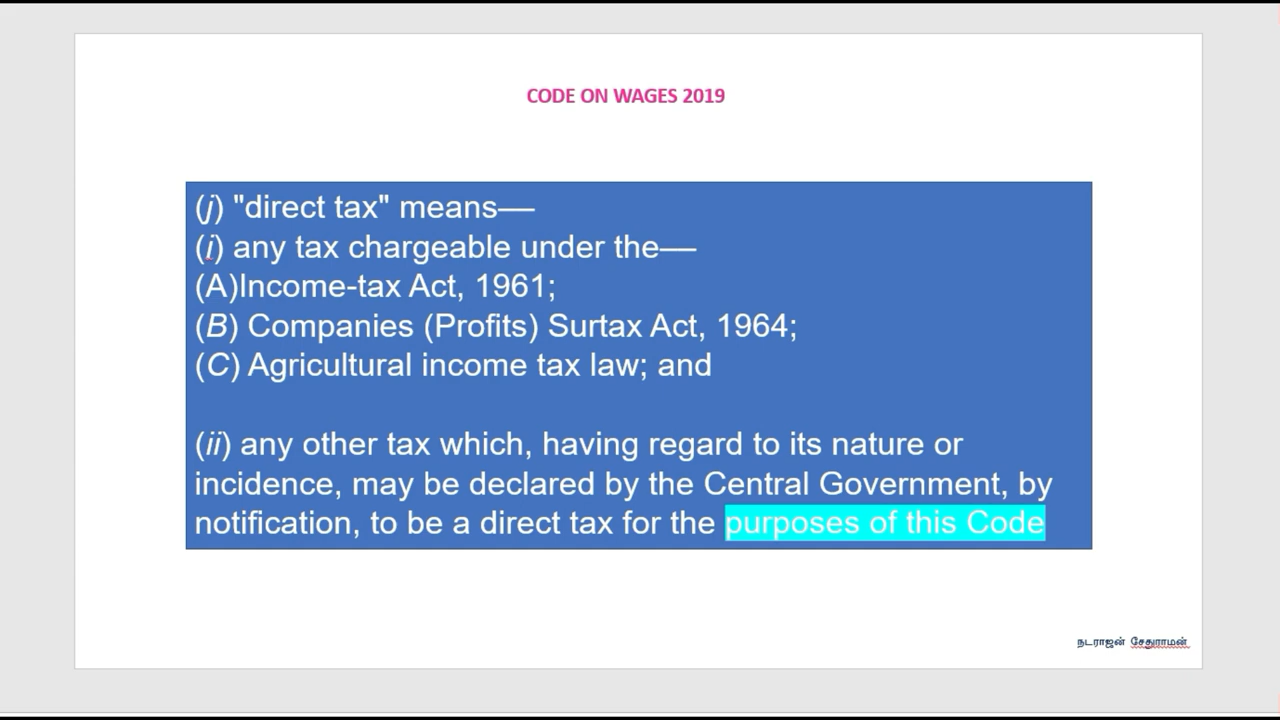 CODE ON WAGES 2019
(j) "direct tax" means—
(i) any tax chargeable under the—
(A)Income-tax Act, 1961;
(B) Companies (Profits) Surtax Act, 1964;
(C) Agricultural income tax law; and
(ii) any other tax which, having regard to its nature or
incidence, may be declared by the Central Government, by
notification, to be a direct tax for the purposes of this Code
நடராஜன் சேதுராமன்